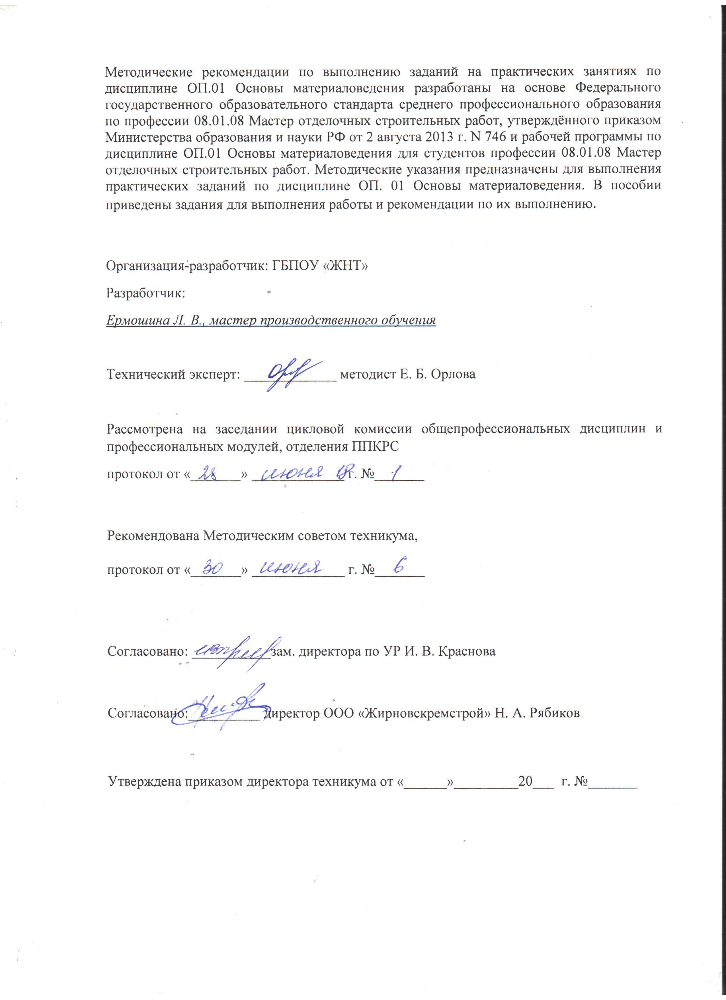 Методические рекомендации по выполнению заданий на практических занятиях по
дисциплине ОП.01 Основы материаловедения разработаны на основе Федерального
государственного образовательного стандарта среднего профессионального образования
по профессии 08.01.08 Мастер отделочных строительных работ, утверждённого приказом
Министерства образования и науки РФ от 2 августа 2013 г. N 746 и рабочей программы по
дисциплине ОП.01 Основы материаловедения для студентов профессии 08.01.08 Мастер
отделочных строительных работ. Методические указания предназначены для выполнения
практических заданий по дисциплине ОП. 01 Основы материаловедения. В пособии
приведены задания для выполнения работы и рекомендации по их выполнению.
Организация-разработчик: ГБПОУ «ЖНТ»
Разработчик:
Ермошина Л. В., мастер производственного обучения
Технический эксперт: методист Е. Б. Орлова
Рассмотрена на заседании цикловой комиссии общепрофессиональных дисциплин и
профессиональных модулей, отделения ППКРС
протокол от « 28 » июня г. № 1
Рекомендована Методическим советом техникума,
протокол от « 30 » июня г. № 6
Согласовано: зам. директора по УР И. В. Краснова
Согласовано: директор ООО «Жирновскремстрой» Н. А. Рябиков
Утверждена приказом директора техникума от «______»_________20___ г. №_______